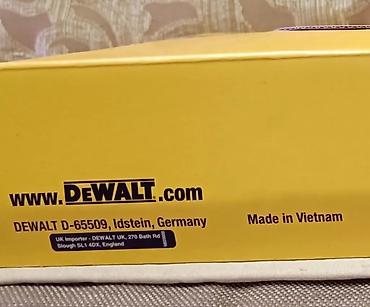 www.DEWALT.com
DEWALT D-65509, Idstein, Germany
Made in Vietnam
UK Importer - DEWALT UK, 270 Bath Rd
Slough SL1 4DX, England